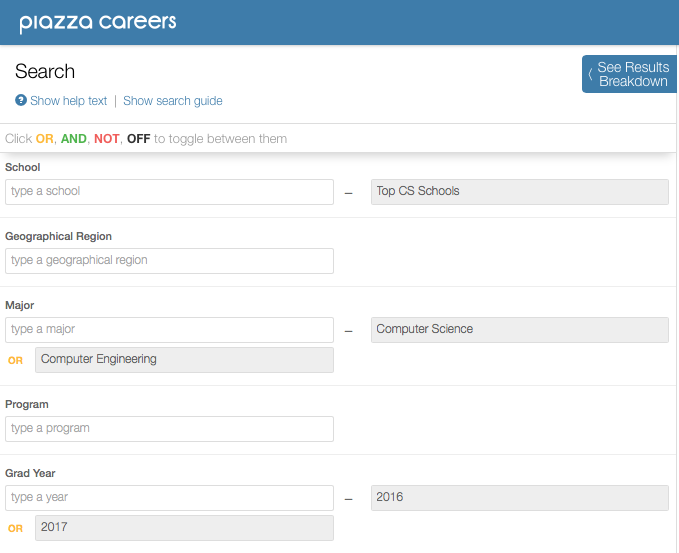 piazza careers
Search
⟨ See Results
Breakdown
? Show help text | Show search guide
Click OR, AND, NOT, OFF to toggle between them
School
type a school – Top CS Schools
Geographical Region
type a geographical region
Major
type a major – Computer Science
OR Computer Engineering
Program
type a program
Grad Year
type a year – 2016
OR 2017